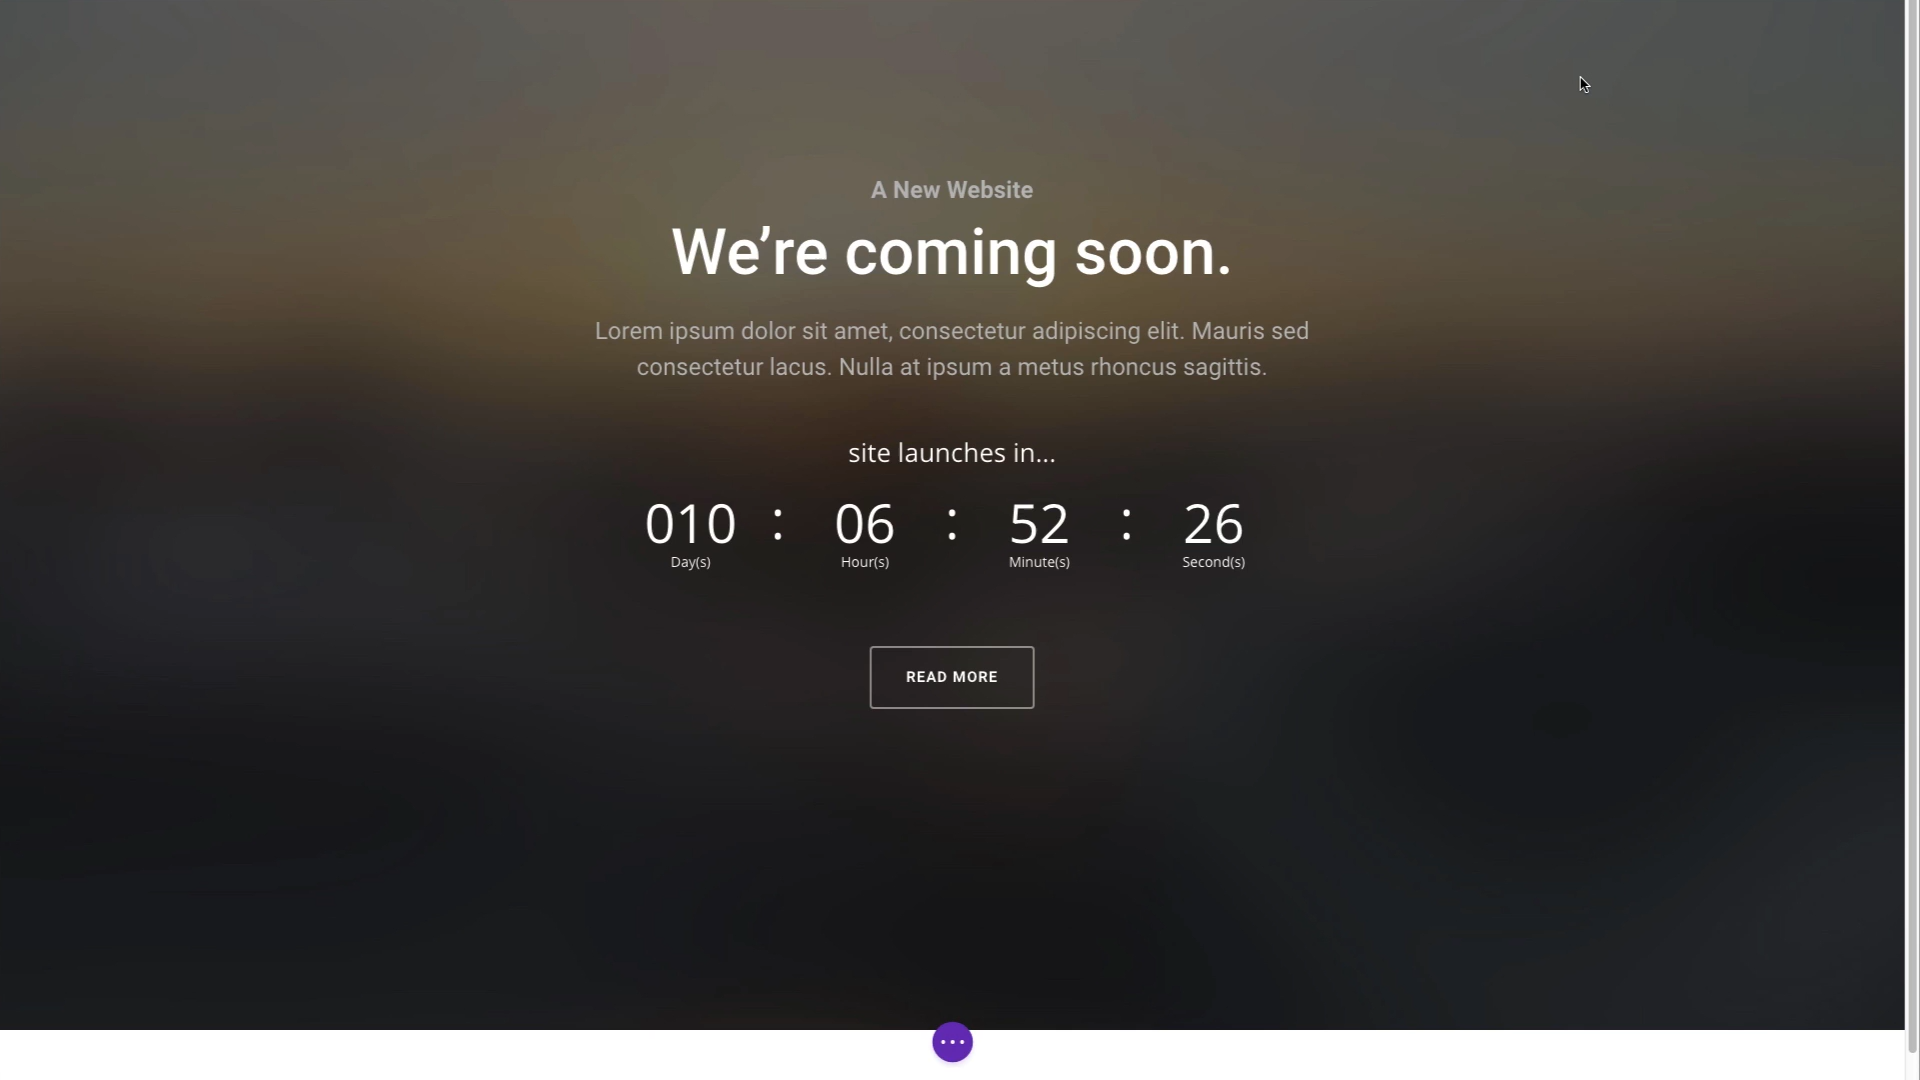 A New Website
We’re coming soon.
Lorem ipsum dolor sit amet, consectetur adipiscing elit. Mauris sed
consectetur lacus. Nulla at ipsum a metus rhoncus sagittis.
site launches in...
010 : 06 : 52 : 26
Day(s) Hour(s) Minute(s) Second(s)
READ MORE